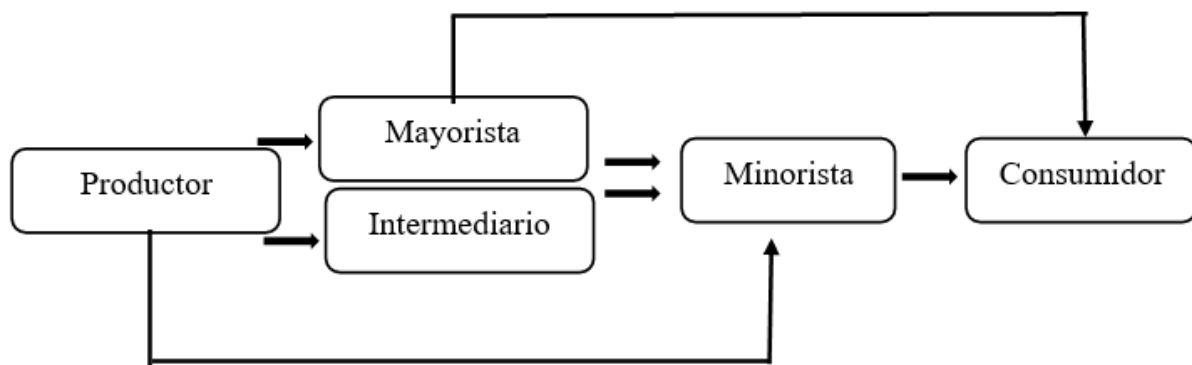 Productor
Mayorista
Intermediario
Minorista
Consumidor